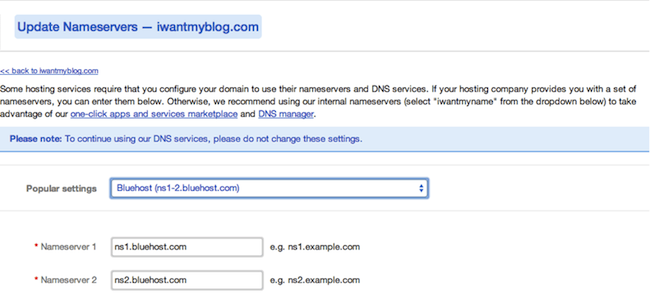 Update Nameservers — iwantmyblog.com
<< back to iwantmyblog.com
Some hosting services require that you configure your domain to use their nameservers and DNS services. If your hosting company provides you with a set of
nameservers, you can enter them below. Otherwise, we recommend using our internal nameservers (select "iwantmyname" from the dropdown below) to take
advantage of our one-click apps and services marketplace and DNS manager.
Please note: To continue using our DNS services, please do not change these settings.
Popular settings Bluehost (ns1-2.bluehost.com)
* Nameserver 1 ns1.bluehost.com e.g. ns1.example.com
* Nameserver 2 ns2.bluehost.com e.g. ns2.example.com